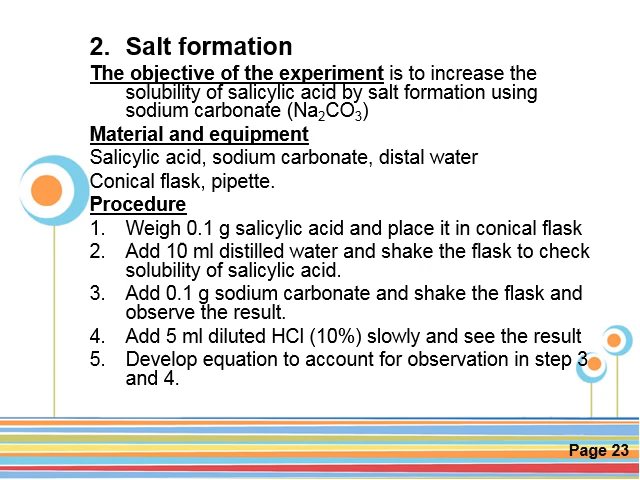 2. Salt formation
The objective of the experiment is to increase the
solubility of salicylic acid by salt formation using
sodium carbonate (Na₂CO₃)
Material and equipment
Salicylic acid, sodium carbonate, distal water
Conical flask, pipette.
Procedure
1. Weigh 0.1 g salicylic acid and place it in conical flask
2. Add 10 ml distilled water and shake the flask to check
solubility of salicylic acid.
3. Add 0.1 g sodium carbonate and shake the flask and
observe the result.
4. Add 5 ml diluted HCl (10%) slowly and see the result
5. Develop equation to account for observation in step 3
and 4.
Page 23